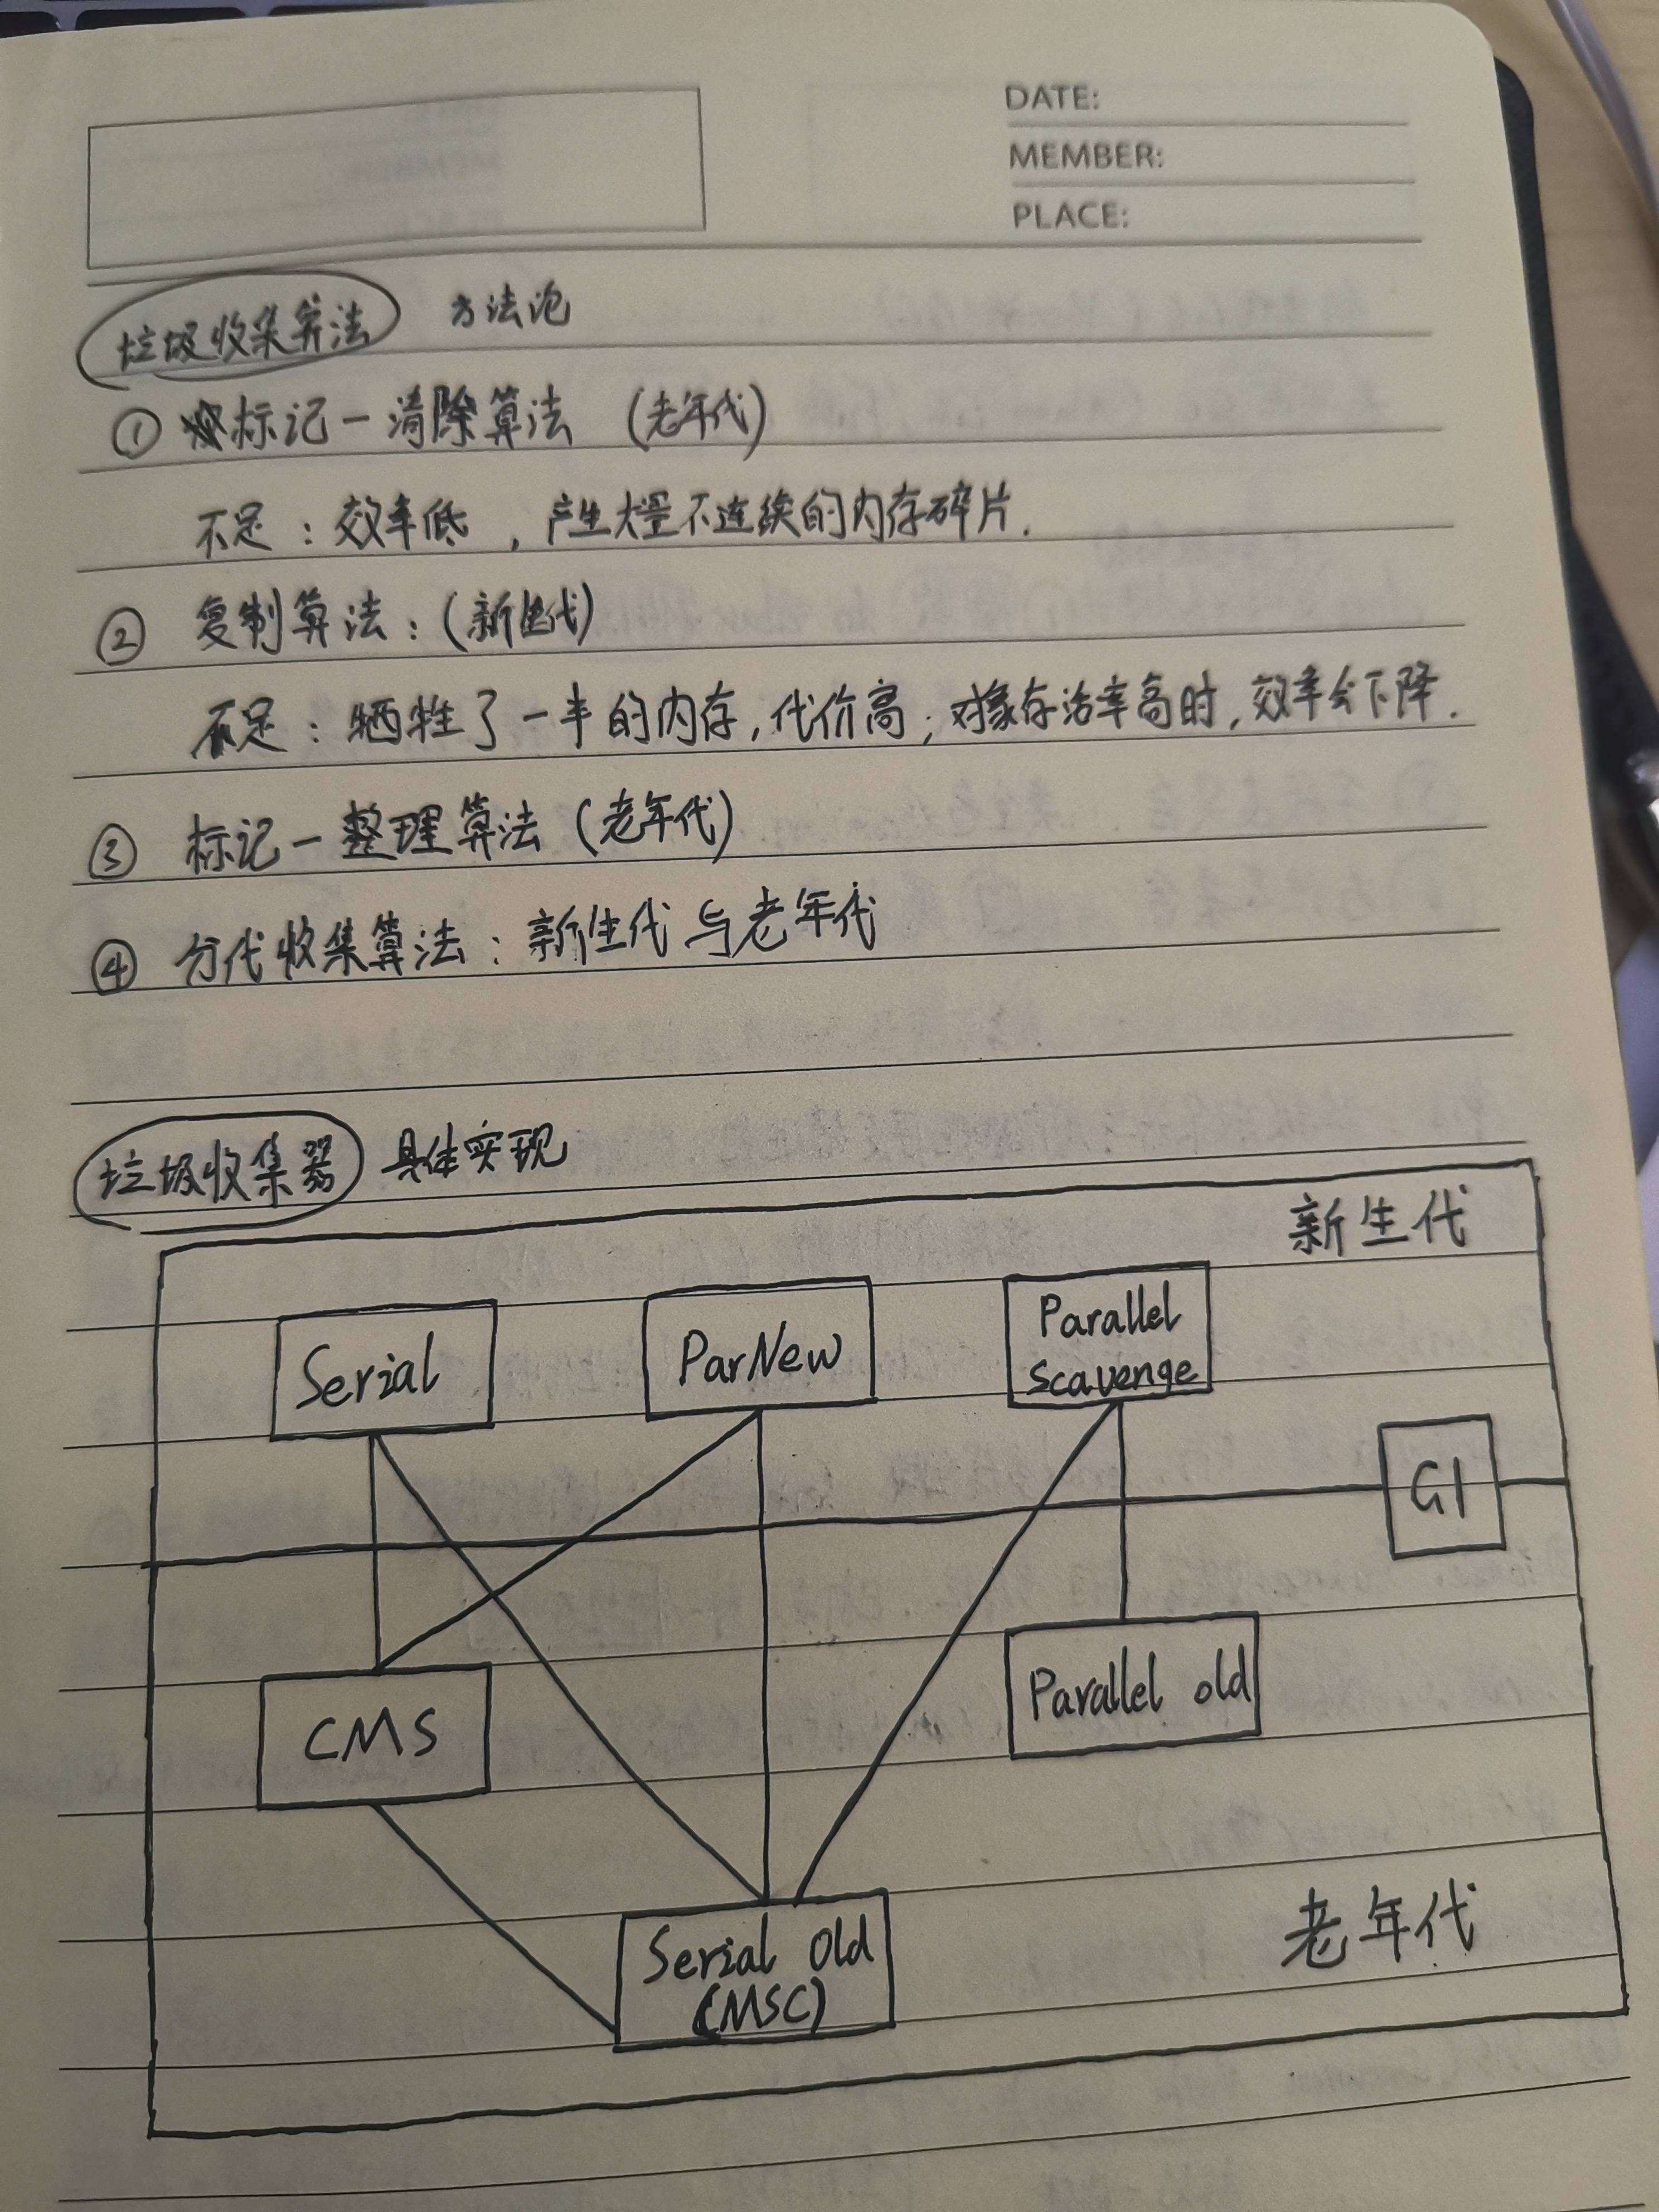 DATE:
MEMBER:
PLACE:
垃圾收集算法 方法论
① 标记-清除算法 (老年代)
不足:效率低,产生大量不连续的内存碎片.
② 复制算法:(新生代)
不足:牺牲了一半的内存,代价高;对象存活率高时,效率会下降.
③ 标记-整理算法(老年代)
④ 分代收集算法:新生代与老年代
垃圾收集器 具体实现
新生代
Serial
ParNew
Parallel
Scavenge
G1
CMS
Parallel old
Serial Old
(MSC)
老年代